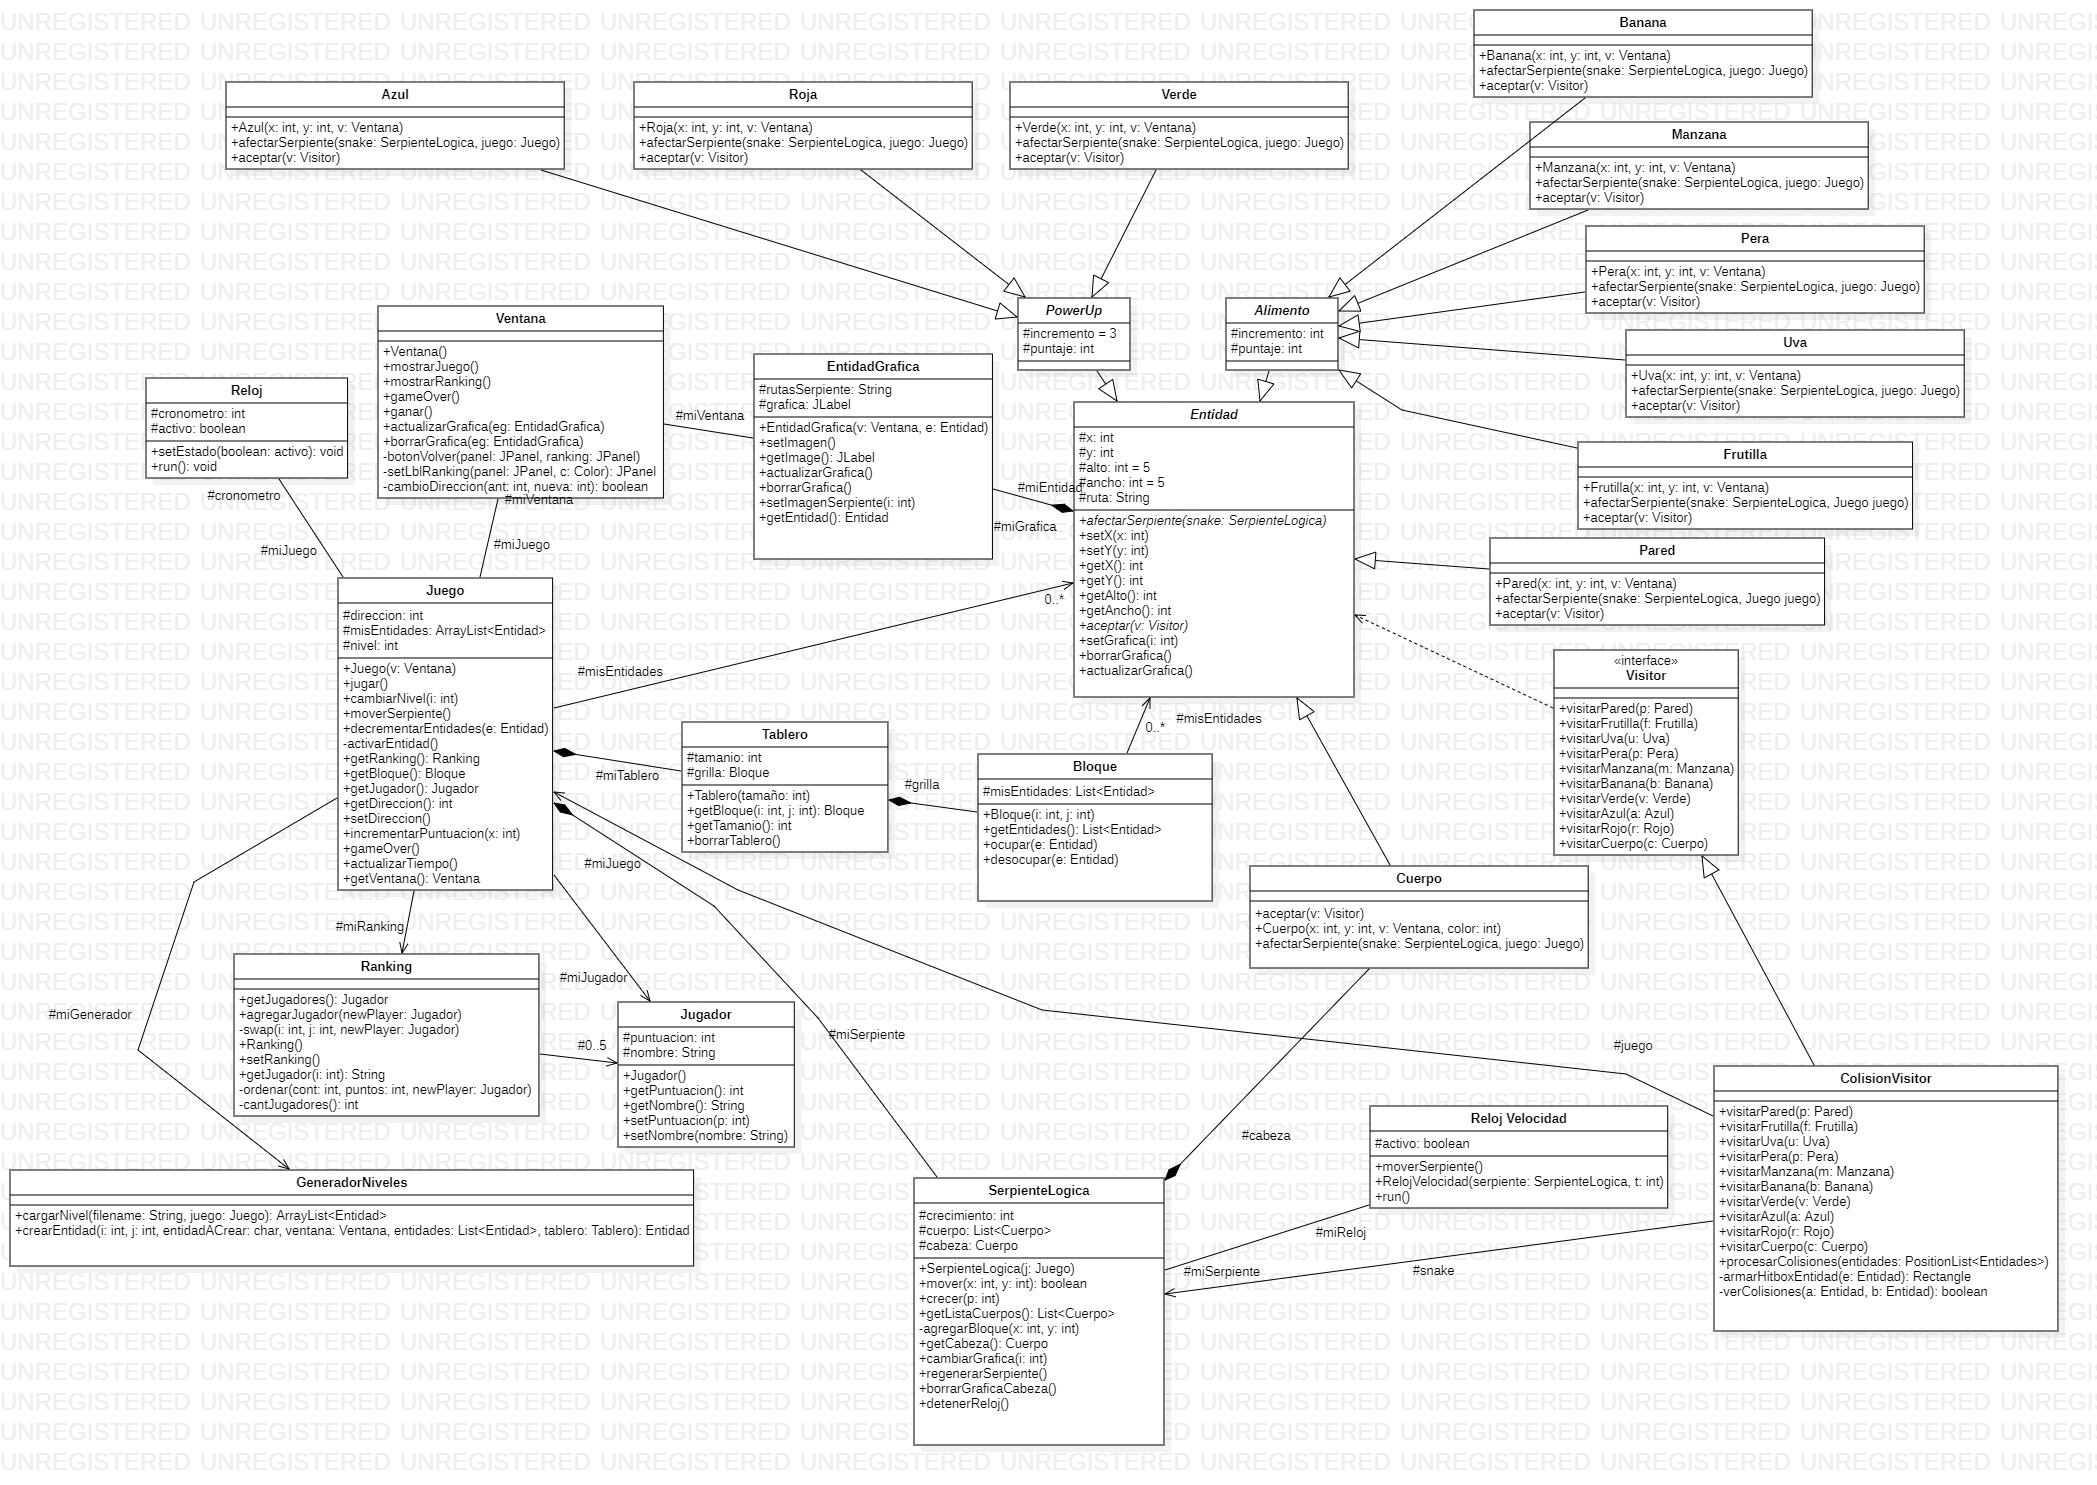 Banana
+Banana(x: int, y: int, v: Ventana)
+afectarSerpiente(snake: SerpienteLogica, juego: Juego)
+aceptar(v: Visitor)
Azul
+Azul(x: int, y: int, v: Ventana)
+afectarSerpiente(snake: SerpienteLogica, juego: Juego)
+aceptar(v: Visitor)
Roja
+Roja(x: int, y: int, v: Ventana)
+afectarSerpiente(snake: SerpienteLogica, juego: Juego)
+aceptar(v: Visitor)
Verde
+Verde(x: int, y: int, v: Ventana)
+afectarSerpiente(snake: SerpienteLogica, juego: Juego)
+aceptar(v: Visitor)
Manzana
+Manzana(x: int, y: int, v: Ventana)
+afectarSerpiente(snake: SerpienteLogica, juego: Juego)
+aceptar(v: Visitor)
Pera
+Pera(x: int, y: int, v: Ventana)
+afectarSerpiente(snake: SerpienteLogica, juego: Juego)
+aceptar(v: Visitor)
Uva
+Uva(x: int, y: int, v: Ventana)
+afectarSerpiente(snake: SerpienteLogica, juego: Juego)
+aceptar(v: Visitor)
Frutilla
+Frutilla(x: int, y: int, v: Ventana)
+afectarSerpiente(snake: SerpienteLogica, Juego juego)
+aceptar(v: Visitor)
Pared
+Pared(x: int, y: int, v: Ventana)
+afectarSerpiente(snake: SerpienteLogica, Juego juego)
+aceptar(v: Visitor)
PowerUp
#incremento = 3
#puntaje: int
Alimento
#incremento: int
#puntaje: int
Ventana
+Ventana()
+mostrarJuego()
+mostrarRanking()
+gameOver()
+ganar()
+actualizarGrafica(eg: EntidadGrafica)
+borrarGrafica(eg: EntidadGrafica)
-botonVolver(panel: JPanel, ranking: JPanel)
-setLblRanking(panel: JPanel, c: Color): JPanel
-cambioDireccion(ant: int, nueva: int): boolean
Reloj
#cronometro: int
#activo: boolean
+setEstado(boolean: activo): void
+run(): void
EntidadGrafica
#rutasSerpiente: String
#grafica: JLabel
+EntidadGrafica(v: Ventana, e: Entidad)
+setImagen()
+getImage(): JLabel
+actualizarGrafica()
+borrarGrafica()
+setImagenSerpiente(i: int)
+getEntidad(): Entidad
#miVentana
#cronometro
#miJuego
#miVentana
#miJuego
#miEntidad
#miGrafica
Entidad
#x: int
#y: int
#alto: int = 5
#ancho: int = 5
#ruta: String
+afectarSerpiente(snake: SerpienteLogica)
+setX(x: int)
+setY(y: int)
+getX(): int
+getY(): int
+getAlto(): int
+getAncho(): int
+aceptar(v: Visitor)
+setGrafica(i: int)
+borrarGrafica()
+actualizarGrafica()
Juego
#direccion: int
#misEntidades: ArrayList<Entidad>
#nivel: int
+Juego(v: Ventana)
+jugar()
+cambiarNivel(i: int)
+moverSerpiente()
+decrementarEntidades(e: Entidad)
-activarEntidad()
+getRanking(): Ranking
+getBloque(): Bloque
+getJugador(): Jugador
+getDireccion(): int
+setDireccion()
+incrementarPuntuacion(x: int)
+gameOver()
+actualizarTiempo()
+getVentana(): Ventana
#misEntidades
0..*
Tablero
#tamanio: int
#grilla: Bloque
+Tablero(tamaño: int)
+getBloque(i: int, j: int): Bloque
+getTamanio(): int
+borrarTablero()
#miTablero
#grilla
Bloque
#misEntidades: List<Entidad>
+Bloque(i: int, j: int)
+getEntidades(): List<Entidad>
+ocupar(e: Entidad)
+desocupar(e: Entidad)
#misEntidades
0..*
«interface»
Visitor
+visitarPared(p: Pared)
+visitarFrutilla(f: Frutilla)
+visitarUva(u: Uva)
+visitarPera(p: Pera)
+visitarManzana(m: Manzana)
+visitarBanana(b: Banana)
+visitarVerde(v: Verde)
+visitarAzul(a: Azul)
+visitarRojo(r: Rojo)
+visitarCuerpo(c: Cuerpo)
Cuerpo
+aceptar(v: Visitor)
+Cuerpo(x: int, y: int, v: Ventana, color: int)
+afectarSerpiente(snake: SerpienteLogica, juego: Juego)
#miJuego
#miRanking
#miJugador
#miSerpiente
#miGenerador
Ranking
+getJugadores(): Jugador
+agregarJugador(newPlayer: Jugador)
-swap(i: int, j: int, newPlayer: Jugador)
+Ranking()
+setRanking()
+getJugador(i: int): String
-ordenar(cont: int, puntos: int, newPlayer: Jugador)
-cantJugadores(): int
#0..5
Jugador
#puntuacion: int
#nombre: String
+Jugador()
+getPuntuacion(): int
+getNombre(): String
+setPuntuacion(p: int)
+setNombre(nombre: String)
GeneradorNiveles
+cargarNivel(filename: String, juego: Juego): ArrayList<Entidad>
+crearEntidad(i: int, j: int, entidadACrear: char, ventana: Ventana, entidades: List<Entidad>, tablero: Tablero): Entidad
SerpienteLogica
#crecimiento: int
#cuerpo: List<Cuerpo>
#cabeza: Cuerpo
+SerpienteLogica(j: Juego)
+mover(x: int, y: int): boolean
+crecer(p: int)
+getListaCuerpos(): List<Cuerpo>
-agregarBloque(x: int, y: int)
+getCabeza(): Cuerpo
+cambiarGrafica(i: int)
+regenerarSerpiente()
+borrarGraficaCabeza()
+detenerReloj()
#cabeza
#juego
Reloj Velocidad
#activo: boolean
+moverSerpiente()
+RelojVelocidad(serpiente: SerpienteLogica, t: int)
+run()
#miReloj
#miSerpiente
#snake
ColisionVisitor
+visitarPared(p: Pared)
+visitarFrutilla(f: Frutilla)
+visitarUva(u: Uva)
+visitarPera(p: Pera)
+visitarManzana(m: Manzana)
+visitarBanana(b: Banana)
+visitarVerde(v: Verde)
+visitarAzul(a: Azul)
+visitarRojo(r: Rojo)
+visitarCuerpo(c: Cuerpo)
+procesarColisiones(entidades: PositionList<Entidades>)
-armarHitboxEntidad(e: Entidad): Rectangle
-verColisiones(a: Entidad, b: Entidad): boolean
UNREGISTERED